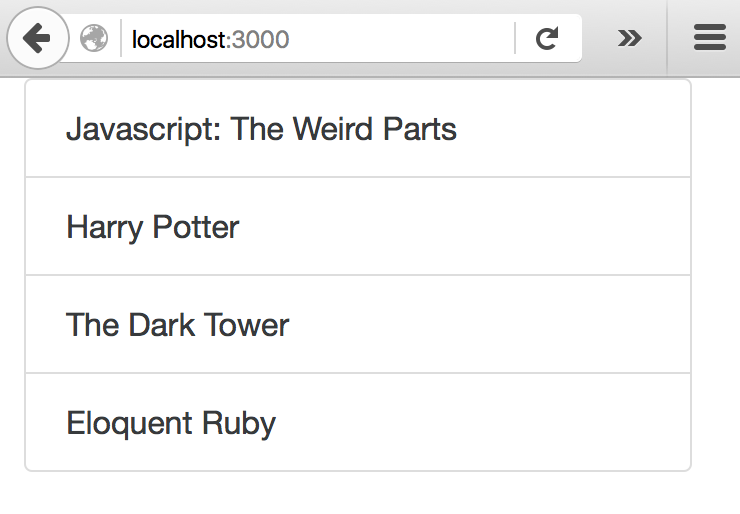 localhost:3000
Javascript: The Weird Parts
Harry Potter
The Dark Tower
Eloquent Ruby